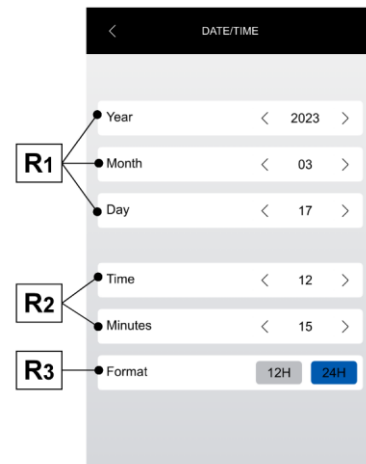 DATE/TIME
Year 2023
R1 Month 03
Day 17
Time 12
R2
Minutes 15
R3 Format 12H 24H